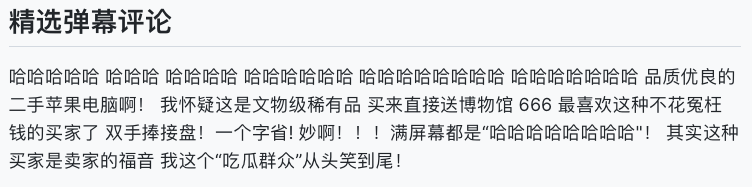 精选弹幕评论
哈哈哈哈哈 哈哈哈 哈哈哈哈 哈哈哈哈哈哈 哈哈哈哈哈哈哈哈 哈哈哈哈哈哈哈 品质优良的
二手苹果电脑啊！ 我怀疑这是文物级稀有品 买来直接送博物馆 666 最喜欢这种不花冤枉
钱的买家了 双手捧接盘！一个字省! 妙啊！！！满屏幕都是“哈哈哈哈哈哈哈哈"！ 其实这种
买家是卖家的福音 我这个“吃瓜群众”从头笑到尾！